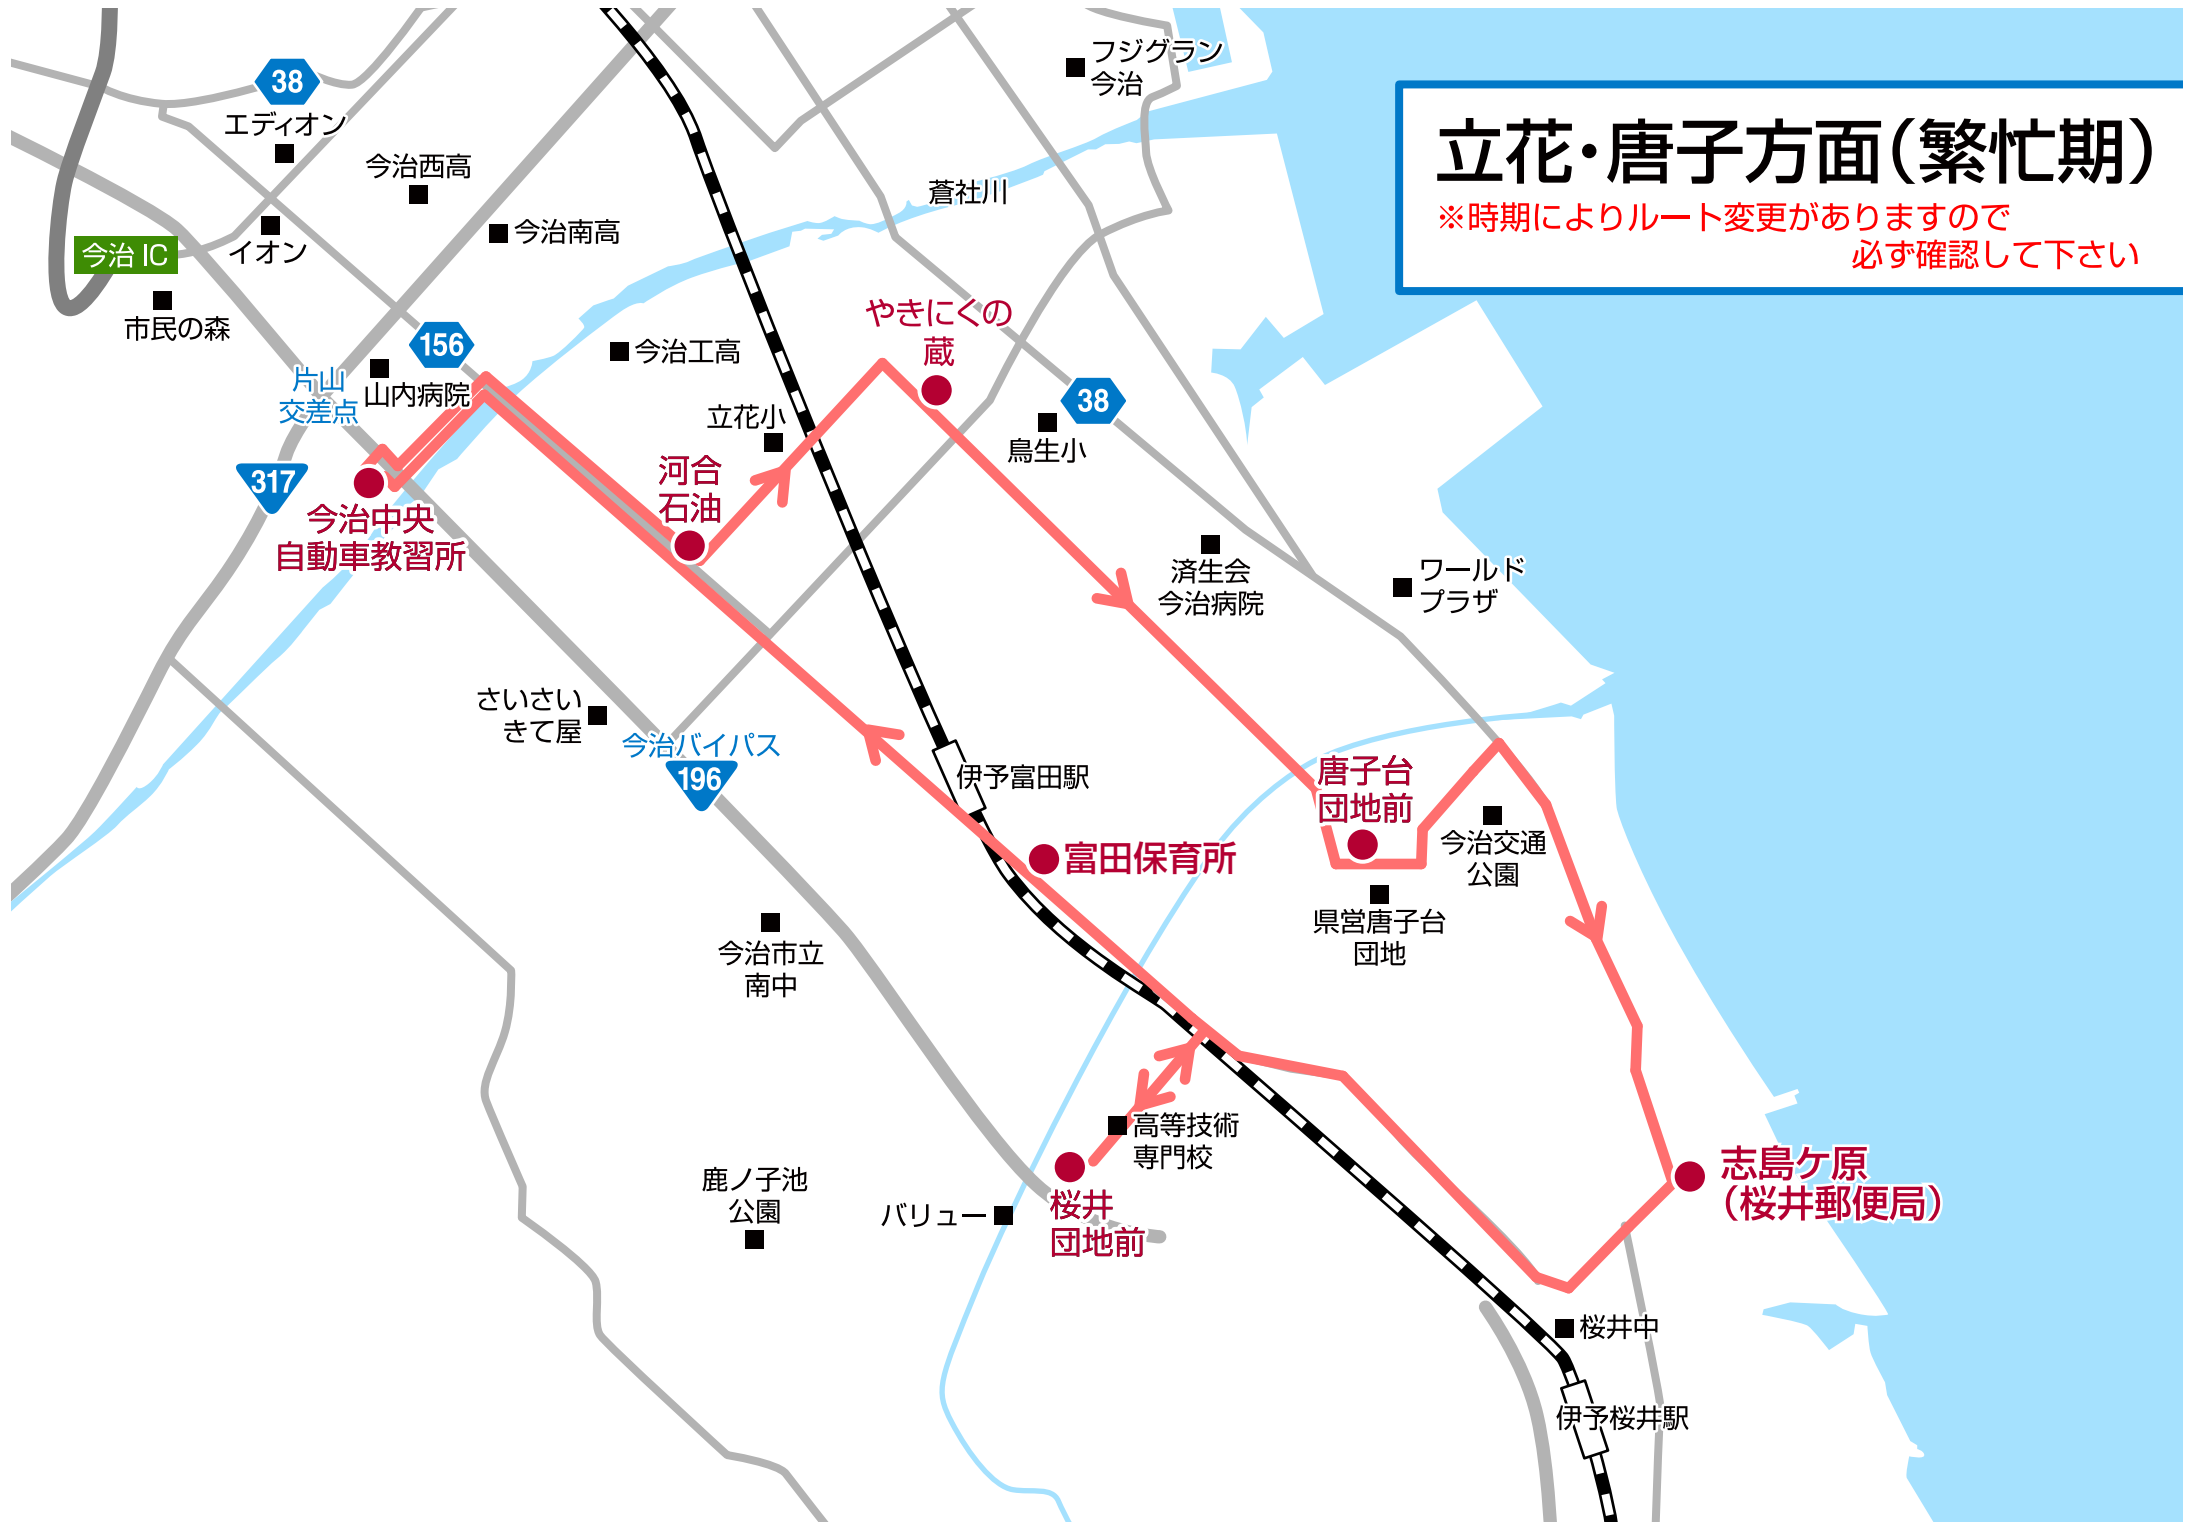 フジグラン
今治
38
エディオン
今治西高
蒼社川
立花・唐子方面(繁忙期)
※時期によりルート変更がありますので
必ず確認して下さい
今治南高
今治 IC
イオン
市民の森
やきにくの
蔵
156
今治工高
片山
交差点
山内病院
38
立花小
鳥生小
317
河合
石油
今治中央
自動車教習所
済生会
今治病院
ワールド
プラザ
さいさい
きて屋
今治バイパス
196
伊予富田駅
唐子台
団地前
富田保育所
今治交通
公園
県営唐子台
団地
今治市立
南中
高等技術
専門校
志島ケ原
(桜井郵便局)
鹿ノ子池
公園
バリュー
桜井
団地前
桜井中
伊予桜井駅